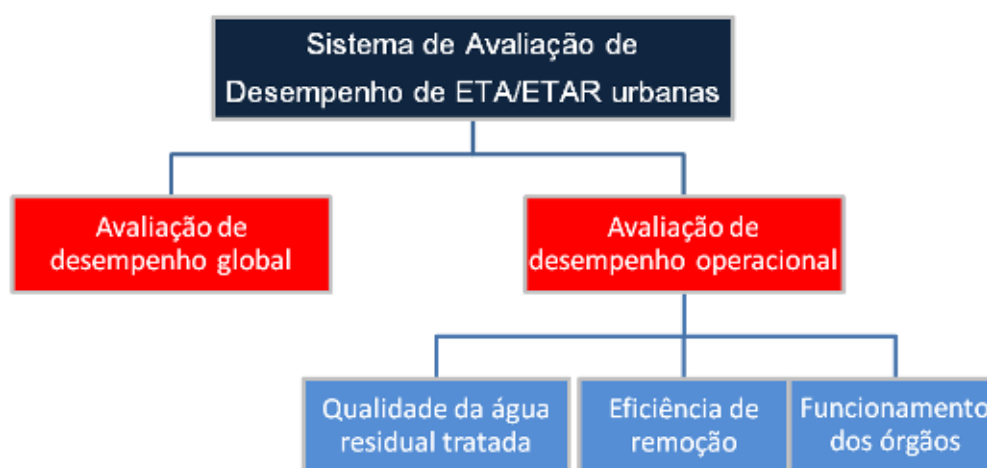 Sistema de Avaliação de
Desempenho de ETA/ETAR urbanas
Avaliação de
desempenho global
Avaliação de
desempenho operacional
Qualidade da água
residual tratada
Eficiência de
remoção
Funcionamento
dos órgãos